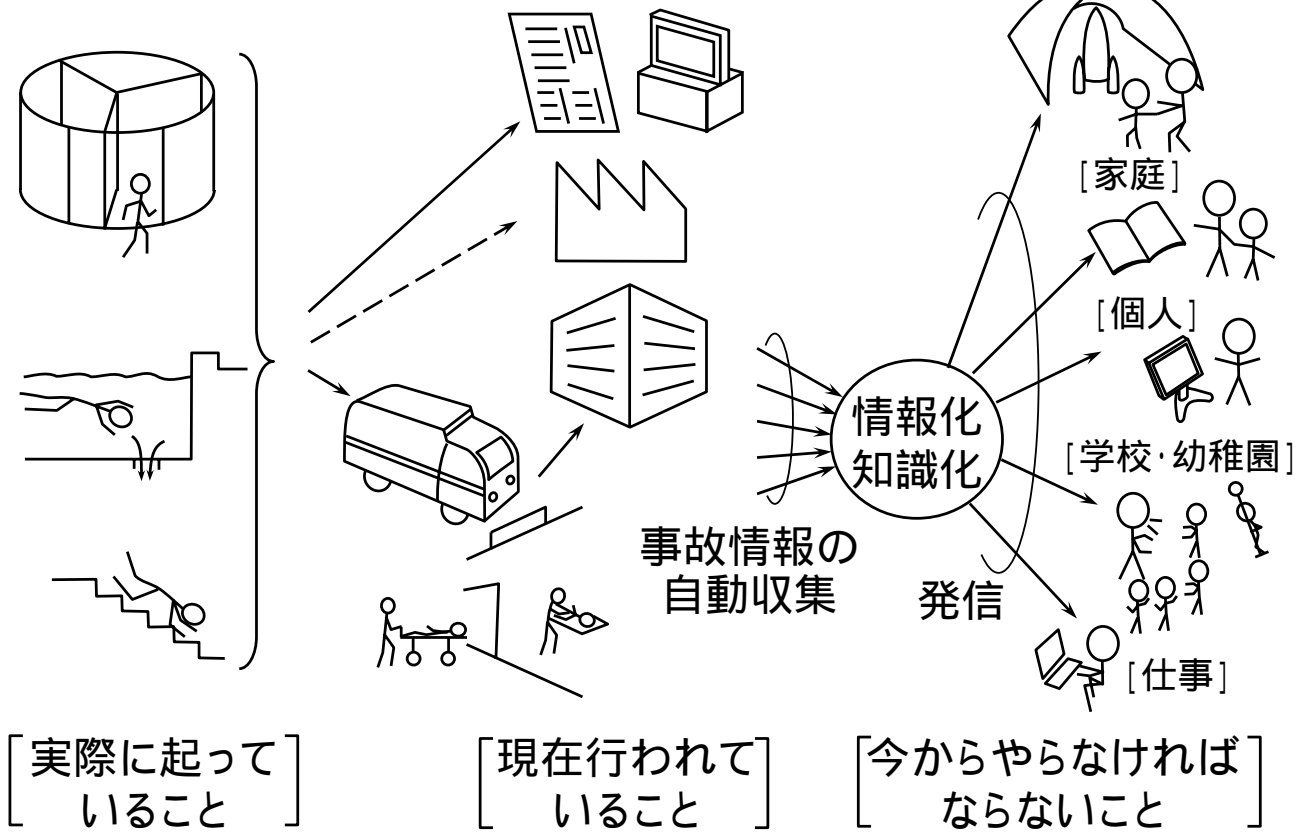 [家庭]
[個人]
[学校・幼稚園]
情報化
知識化
事故情報の
自動収集
発信
[仕事]
[実際に起って
いること]
[現在行われて
いること]
[今からやらなければ
ならないこと]